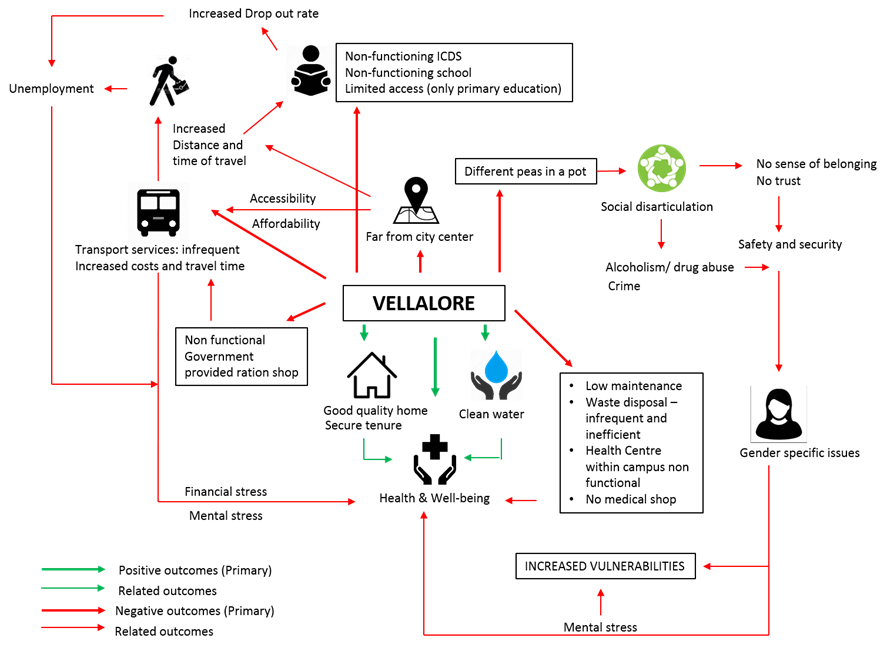 Increased Drop out rate
Non-functioning ICDS
Non-functioning school
Limited access (only primary education)
Unemployment
Increased
Distance and
time of travel
Different peas in a pot
No sense of belonging
No trust
Accessibility
Affordability
Social disarticulation
Far from city center
Transport services: infrequent
Increased costs and travel time
Safety and security
Alcoholism/ drug abuse
Crime
VELLALORE
Non functional
Government
provided ration shop
Good quality home
Secure tenure
Clean water
• Low maintenance
• Waste disposal –
infrequent and
inefficient
• Health Centre
within campus non
functional
• No medical shop
Gender specific issues
Financial stress
Mental stress
Health & Well-being
INCREASED VULNERABILITIES
Mental stress
Positive outcomes (Primary)
Related outcomes
Negative outcomes (Primary)
Related outcomes